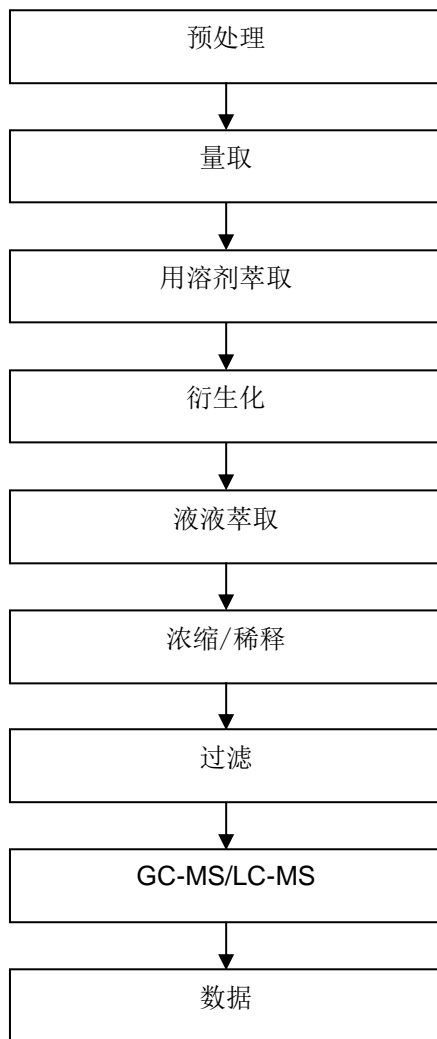 预处理
量取
用溶剂萃取
衍生化
液液萃取
浓缩/稀释
过滤
GC-MS/LC-MS
数据